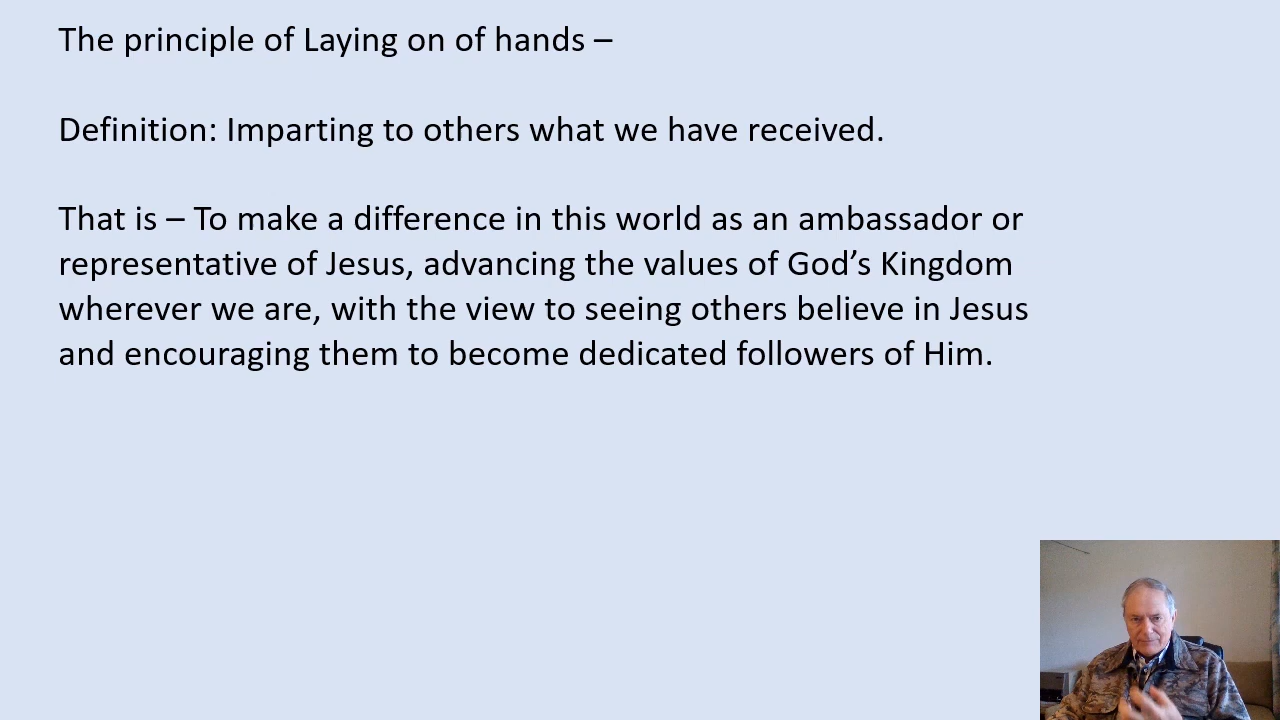 The principle of Laying on of hands –
Definition: Imparting to others what we have received.
That is – To make a difference in this world as an ambassador or
representative of Jesus, advancing the values of God’s Kingdom
wherever we are, with the view to seeing others believe in Jesus
and encouraging them to become dedicated followers of Him.